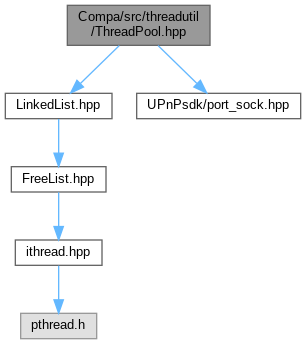 Compa/src/threadutil
/ThreadPool.hpp
LinkedList.hpp
UPnPsdk/port_sock.hpp
FreeList.hpp
ithread.hpp
pthread.h